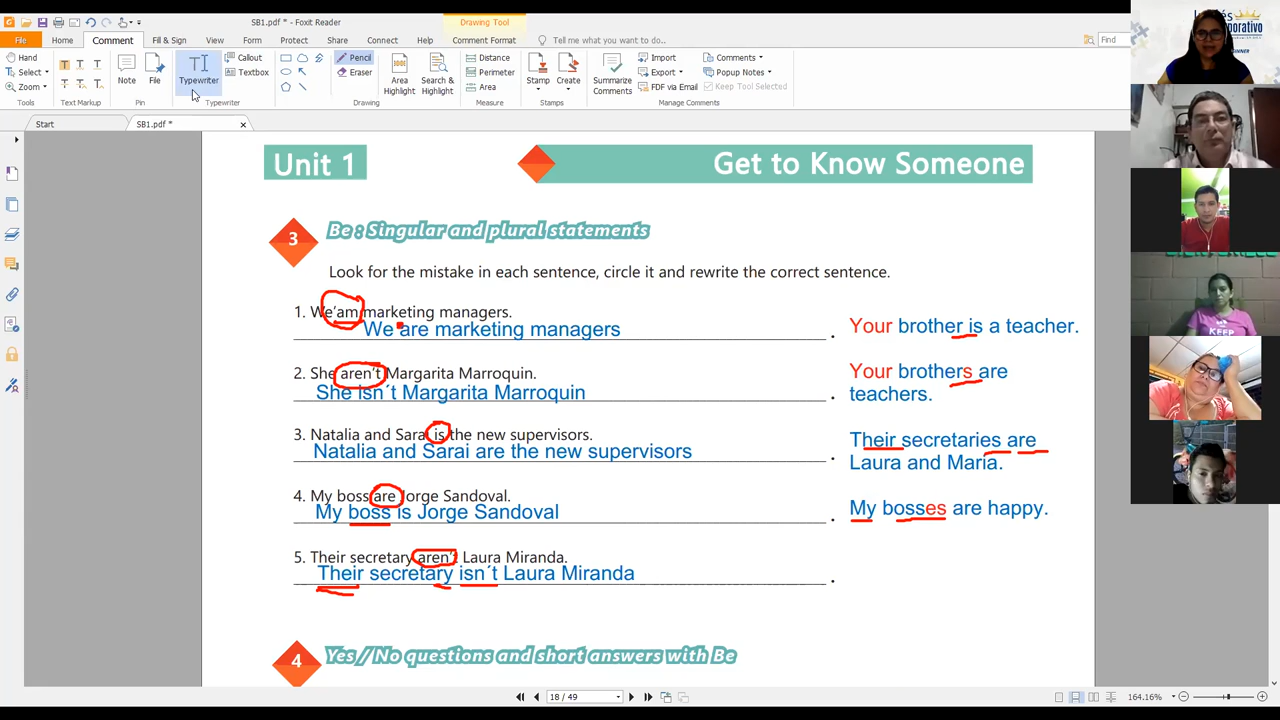 SB1.pdf * - Foxit Reader
Drawing Tool
File Home Comment Fill & Sign View Form Protect Share Connect Help Comment Format Tell me what you want to do... Find
Hand
Select
Zoom
Tools
Text Markup
Note
File
Pin
Typewriter
Callout
Textbox
Typewriter
Pencil
Eraser
Drawing
Area Highlight
Search & Highlight
Distance
Perimeter
Area
Measure
Stamp
Create
Stamps
Summarize Comments
Import
Export
FDF via Email
Comments
Popup Notes
Keep Tool Selected
Manage Comments
Start
SB1.pdf *
Unit 1
Get to Know Someone
3 Be : Singular and plural statements
Look for the mistake in each sentence, circle it and rewrite the correct sentence.
1. We'am marketing managers.
We are marketing managers .
2. She aren't Margarita Marroquin.
She isn´t Margarita Marroquin .
3. Natalia and Sarai is the new supervisors.
Natalia and Sarai are the new supervisors .
4. My boss are Jorge Sandoval.
My boss is Jorge Sandoval .
5. Their secretary aren't Laura Miranda.
Their secretary isn´t Laura Miranda .
Your brother is a teacher.
Your brothers are
teachers.
Their secretaries are
Laura and Maria.
My bosses are happy.
4 Yes / No questions and short answers with Be
18 / 49
164.16%
KEEP